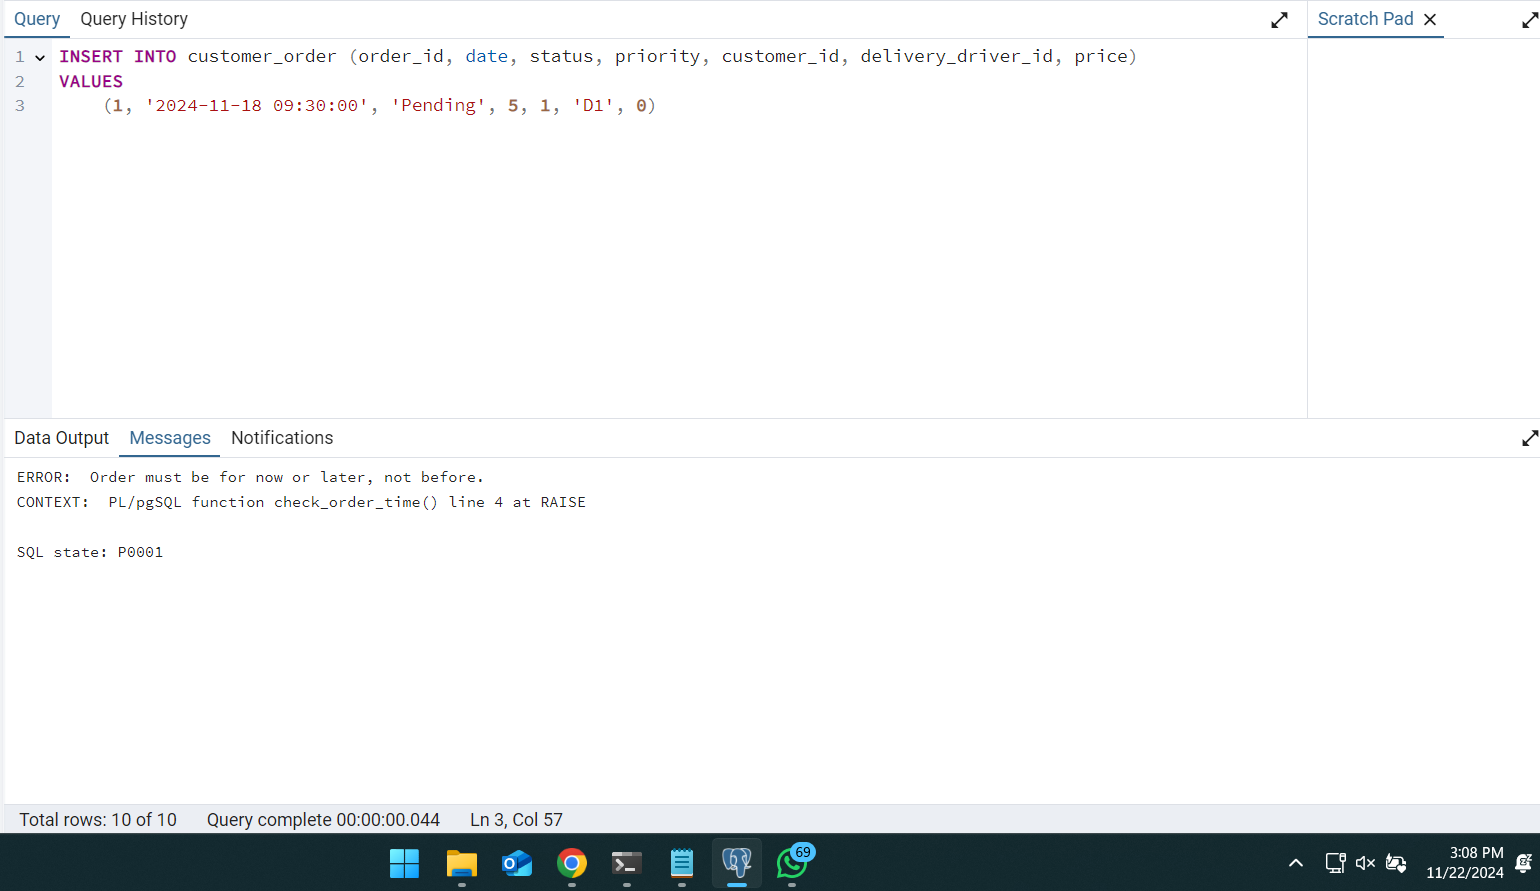 Query Query History Scratch Pad
1 INSERT INTO customer_order (order_id, date, status, priority, customer_id, delivery_driver_id, price)
2 VALUES
3 (1, '2024-11-18 09:30:00', 'Pending', 5, 1, 'D1', 0)
Data Output Messages Notifications
ERROR:  Order must be for now or later, not before.
CONTEXT:  PL/pgSQL function check_order_time() line 4 at RAISE
SQL state: P0001
Total rows: 10 of 10 Query complete 00:00:00.044 Ln 3, Col 57
69
3:08 PM
11/22/2024